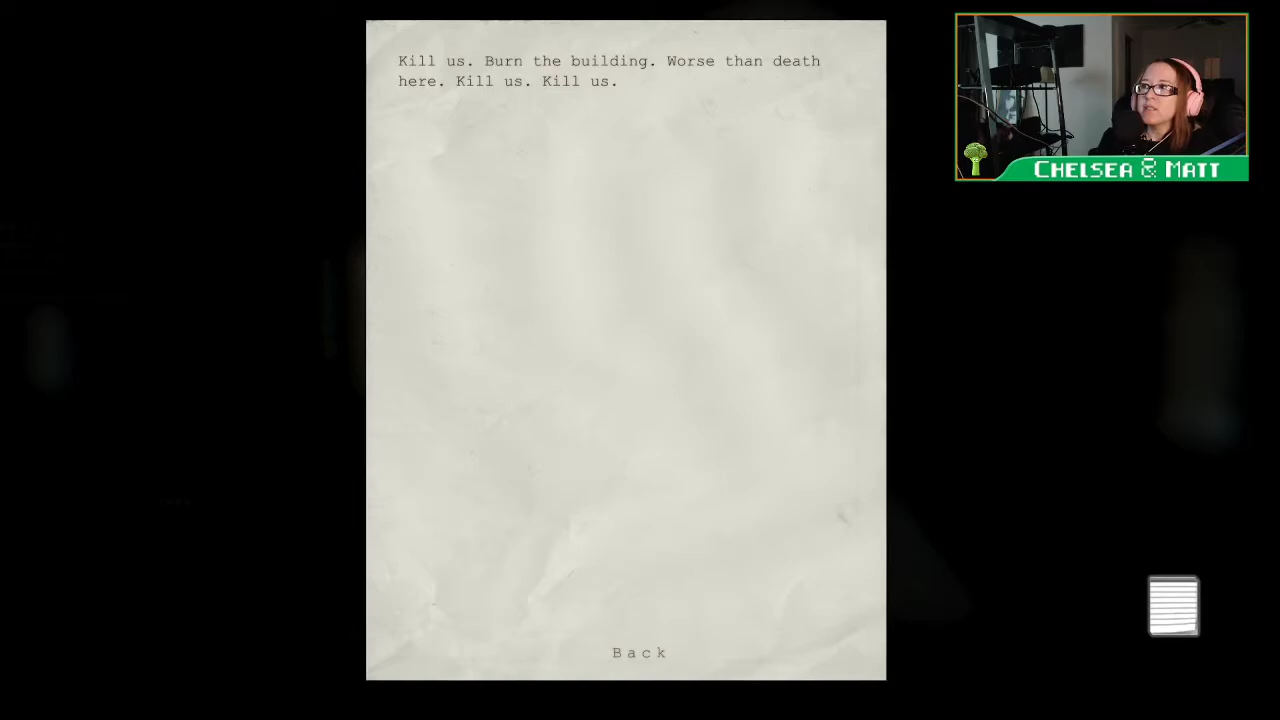 Kill us. Burn the building. Worse than death
here. Kill us. Kill us.
Back
Chelsea & Matt